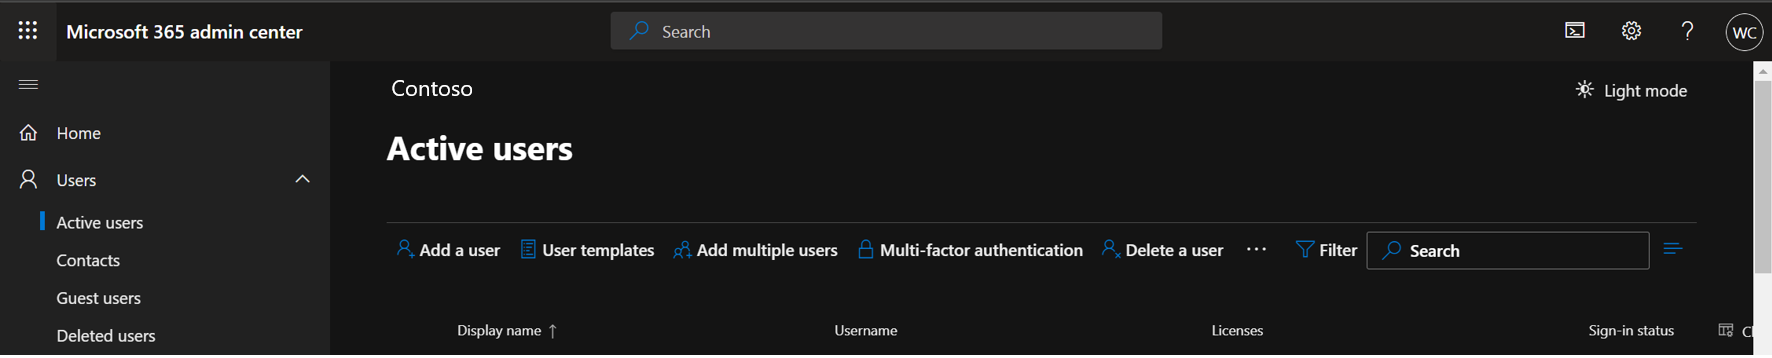 Microsoft 365 admin center
Search
WC
Contoso
Light mode
Home
Active users
Users
Active users
Contacts
Guest users
Deleted users
Add a user
User templates
Add multiple users
Multi-factor authentication
Delete a user
Filter
Search
Display name ↑
Username
Licenses
Sign-in status